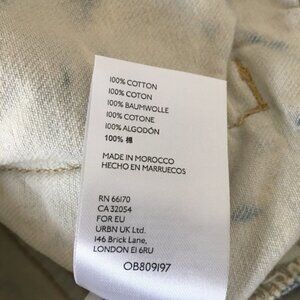 100% COTTON
100% COTON
100% BAUMWOLLE
100% COTONE
100% ALGODÓN
100% 棉
MADE IN MOROCCO
HECHO EN MARRUECOS
RN 66170
CA 32054
FOR EU
URBN UK Ltd.
146 Brick Lane,
LONDON E1 6RU
OB809197